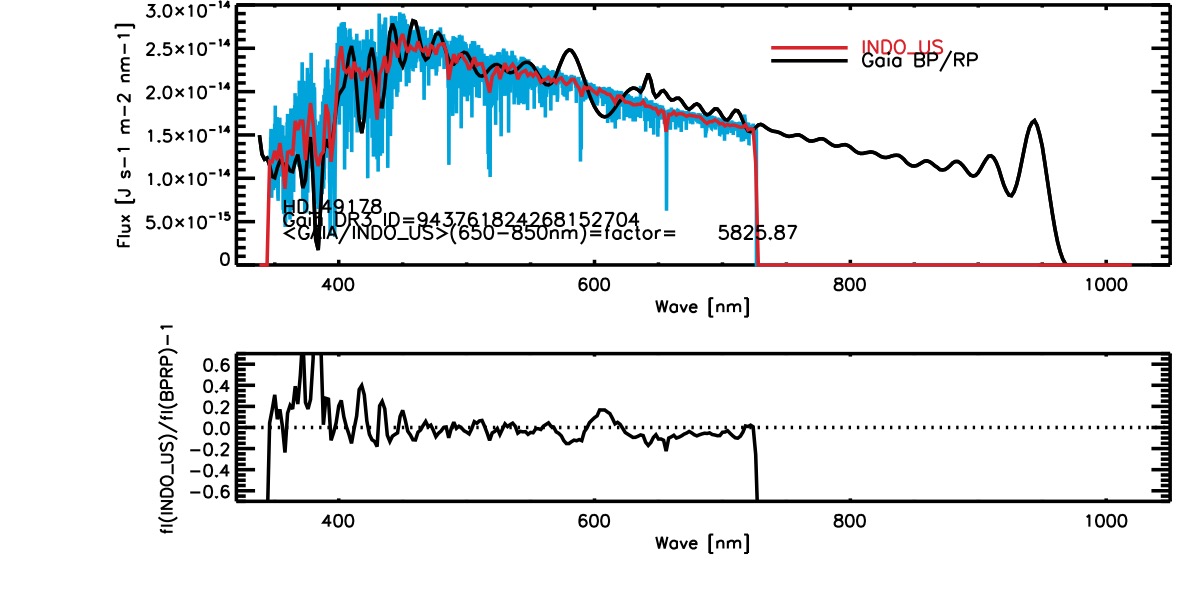 3.0×10⁻¹⁴
2.5×10⁻¹⁴
2.0×10⁻¹⁴
1.5×10⁻¹⁴
1.0×10⁻¹⁴
5.0×10⁻¹⁵
0
Flux [J s−1 m−2 nm−1]
INDO_US
Gaia BP/RP
HD_49178
Gaia DR3 ID=943761824268152704
<GAIA/INDO_US>(650−850nm)=factor= 5825.87
400 600 800 1000
Wave [nm]
fl(INDO_US)/fl(BPRP)−1
0.6
0.4
0.2
0.0
−0.2
−0.4
−0.6
400 600 800 1000
Wave [nm]